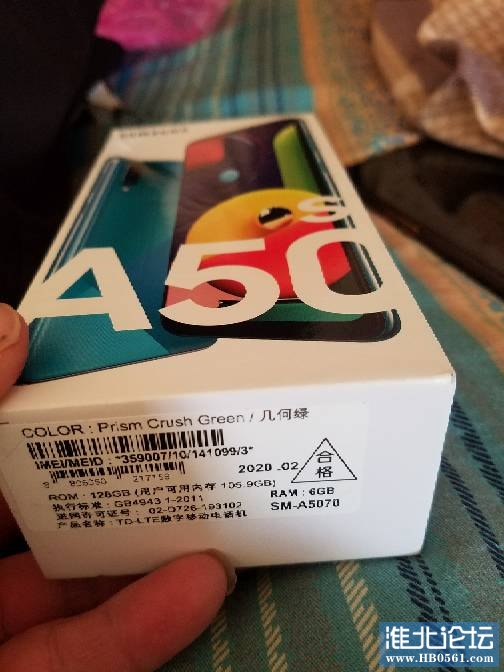 SAMSUNG
A50s
COLOR : Prism Crush Green / 几何绿
IMEI/MEID : *359007/10/141099/3*
2020 .02
合格
ROM : 128GB (用户可用内存 105.9GB)
RAM : 6GB
执行标准 : GB4943.1-2011
SM-A5070
进网许可证号 : 02-D726-193102
产品名称 : TD-LTE数字移动电话机
淮北论坛
www.HB0561.com